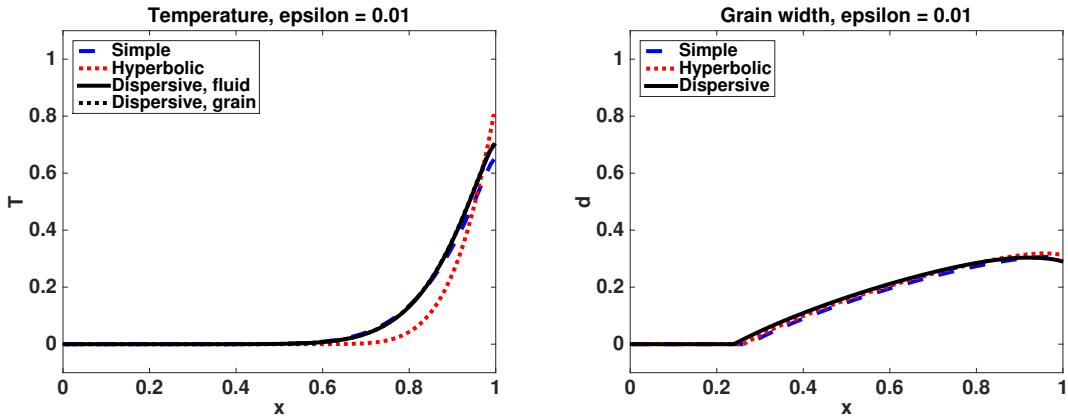 Temperature, epsilon = 0.01
T
1
0.8
0.6
0.4
0.2
0
Simple
Hyperbolic
Dispersive, fluid
Dispersive, grain
0 0.2 0.4 0.6 0.8 1
x
Grain width, epsilon = 0.01
d
1
0.8
0.6
0.4
0.2
0
Simple
Hyperbolic
Dispersive
0 0.2 0.4 0.6 0.8 1
x